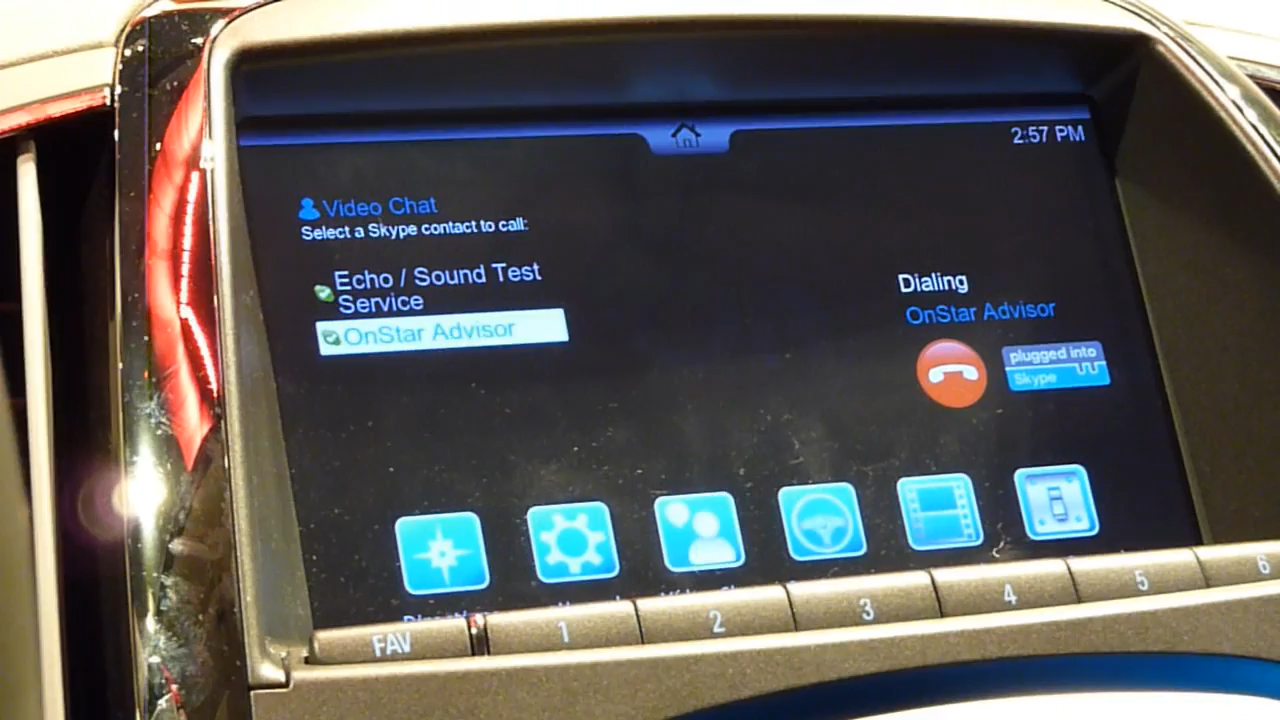 2:57 PM
Video Chat
Select a Skype contact to call:
Echo / Sound Test
Service
OnStar Advisor
Dialing
OnStar Advisor
plugged into
Skype
FAV
1
2
3
4
5
6